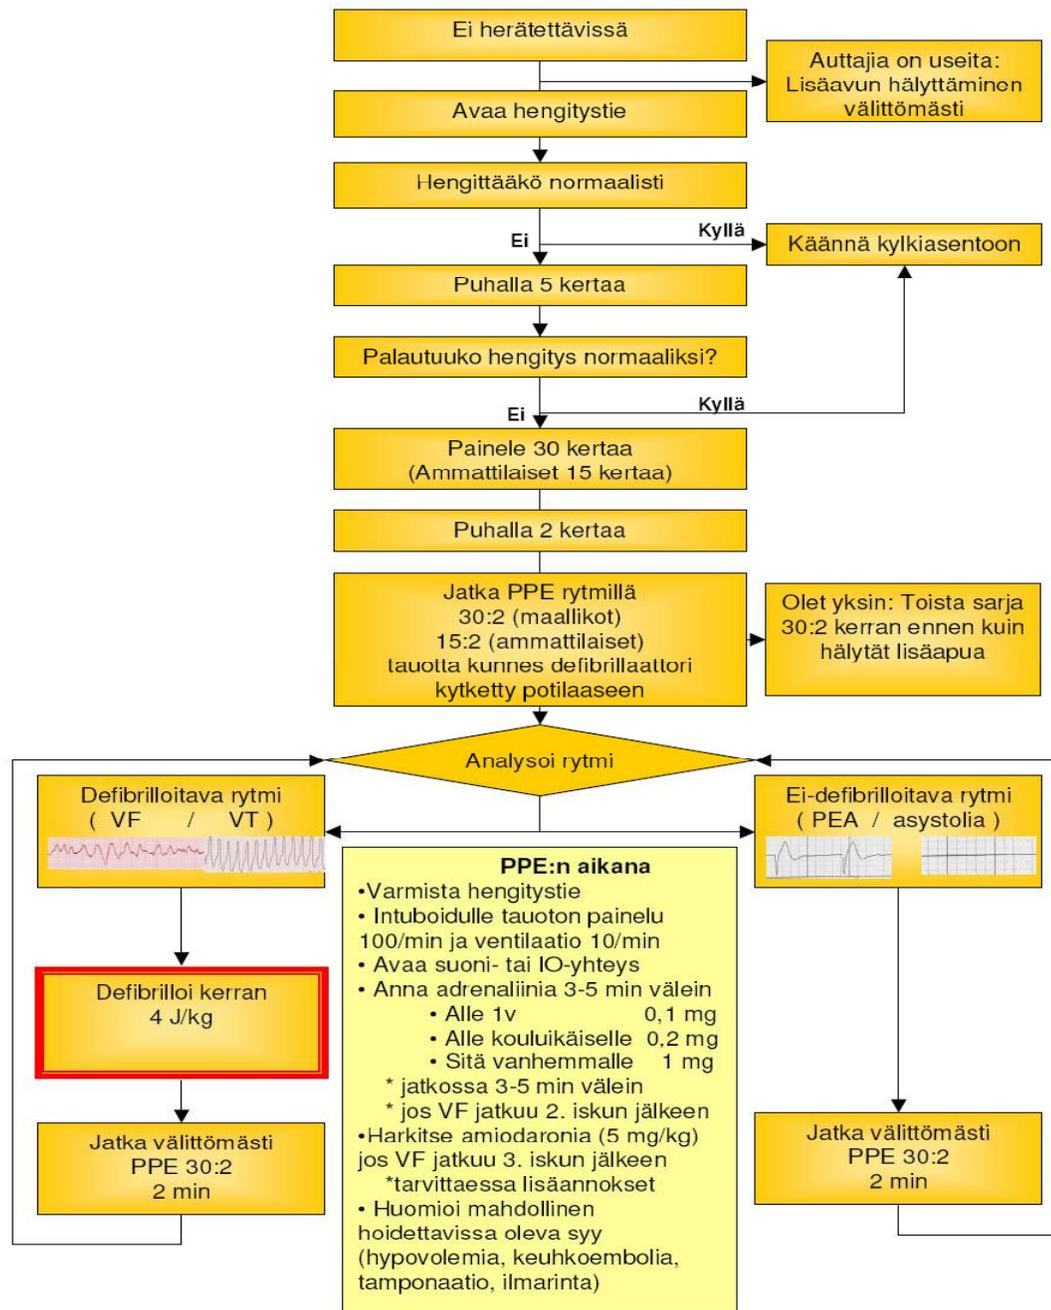 Ei herätettävissä
Auttajia on useita:
Lisäavun hälyttäminen
välittömästi
Avaa hengitystie
Hengittääkö normaalisti
Ei
Kyllä
Käännä kylkiasentoon
Puhalla 5 kertaa
Palautuuko hengitys normaaliksi?
Ei
Kyllä
Painele 30 kertaa
(Ammattilaiset 15 kertaa)
Puhalla 2 kertaa
Jatka PPE rytmillä
30:2 (maallikot)
15:2 (ammattilaiset)
tauotta kunnes defibrillaattori
kytketty potilaaseen
Olet yksin: Toista sarja
30:2 kerran ennen kuin
hälytät lisäapua
Analysoi rytmi
Defibrilloitava rytmi
( VF / VT )
Ei-defibrilloitava rytmi
( PEA / asystolia )
Defibrilloi kerran
4 J/kg
Jatka välittömästi
PPE 30:2
2 min
PPE:n aikana
•Varmista hengitystie
• Intuboidulle tauoton painelu
100/min ja ventilaatio 10/min
• Avaa suoni- tai IO-yhteys
• Anna adrenaliinia 3-5 min välein
• Alle 1v 0,1 mg
• Alle kouluikäiselle 0,2 mg
• Sitä vanhemmalle 1 mg
* jatkossa 3-5 min välein
* jos VF jatkuu 2. iskun jälkeen
•Harkitse amiodaronia (5 mg/kg)
jos VF jatkuu 3. iskun jälkeen
*tarvittaessa lisäannokset
• Huomioi mahdollinen
hoidettavissa oleva syy
(hypovolemia, keuhkoembolia,
tamponaatio, ilmarinta)
Jatka välittömästi
PPE 30:2
2 min